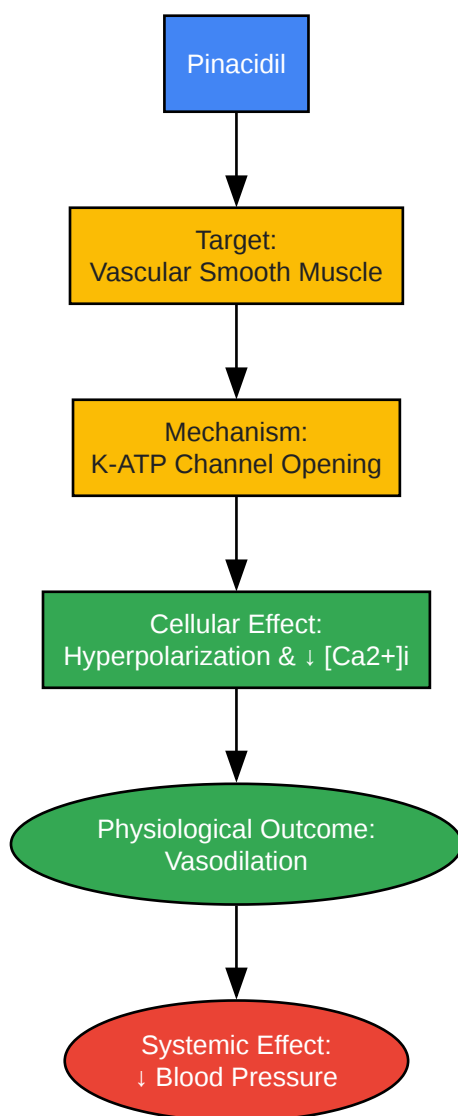 Pinacidil
Target:
Vascular Smooth Muscle
Mechanism:
K-ATP Channel Opening
Cellular Effect:
Hyperpolarization & ↓ [Ca2+]i
Physiological Outcome:
Vasodilation
Systemic Effect:
↓ Blood Pressure